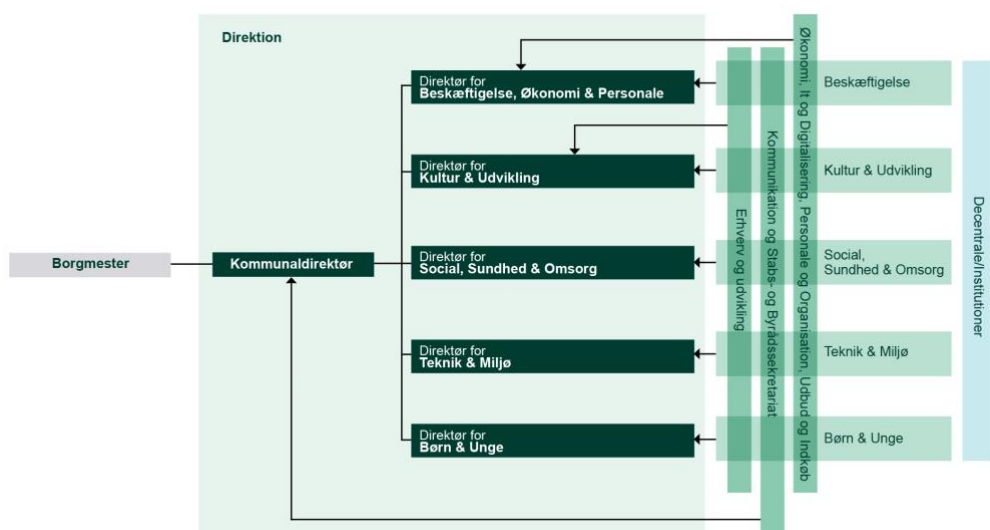 Direktion
Borgmester
Kommunaldirektør
Direktør for
Beskæftigelse, Økonomi & Personale
Direktør for
Kultur & Udvikling
Direktør for
Social, Sundhed & Omsorg
Direktør for
Teknik & Miljø
Direktør for
Børn & Unge
Erhverv og udvikling
Kommunikation og Stabs- og Byrådssekretariat
Økonomi, It og Digitalisering, Personale og Organisation, Udbud og Indkøb
Beskæftigelse
Kultur & Udvikling
Social,
Sundhed & Omsorg
Teknik & Miljø
Børn & Unge
Decentrale/Institutioner